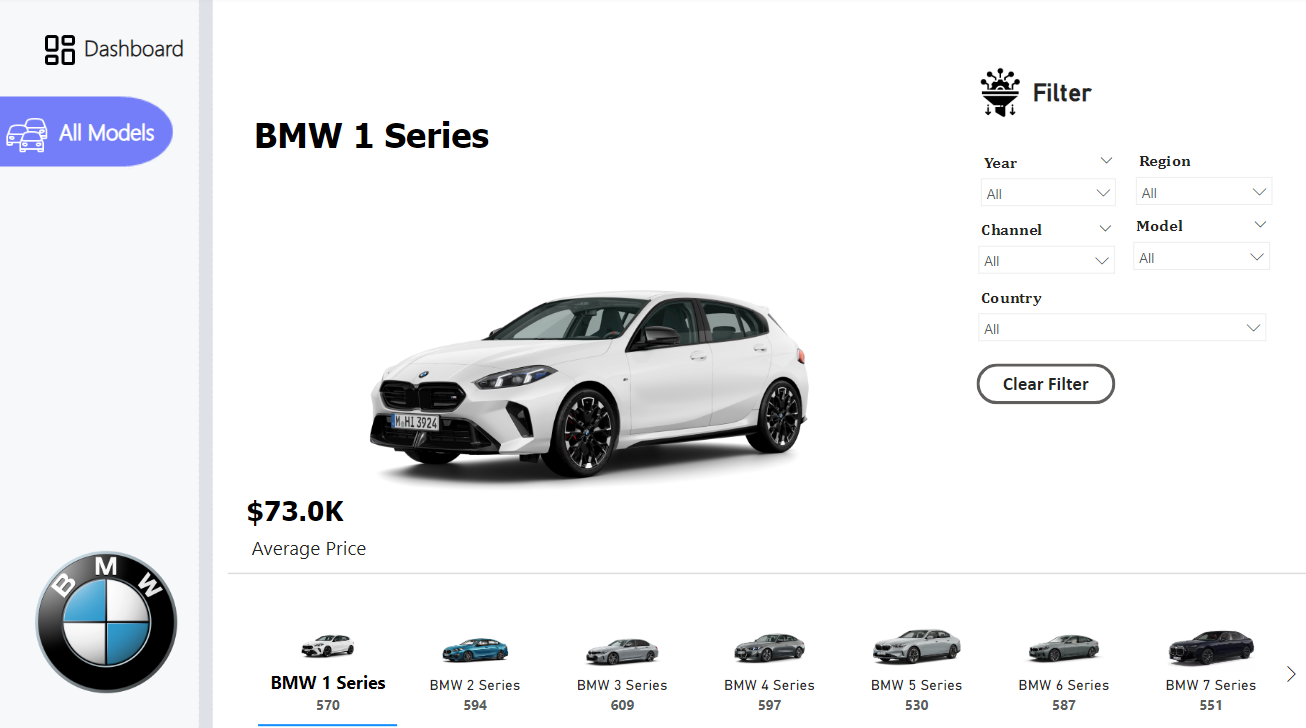 Dashboard
All Models
BMW 1 Series
Filter
Year
Region
All
All
Channel
Model
All
All
Country
All
Clear Filter
M HI 3924
$73.0K
Average Price
BMW
BMW 1 Series
570
BMW 2 Series
594
BMW 3 Series
609
BMW 4 Series
597
BMW 5 Series
530
BMW 6 Series
587
BMW 7 Series
551